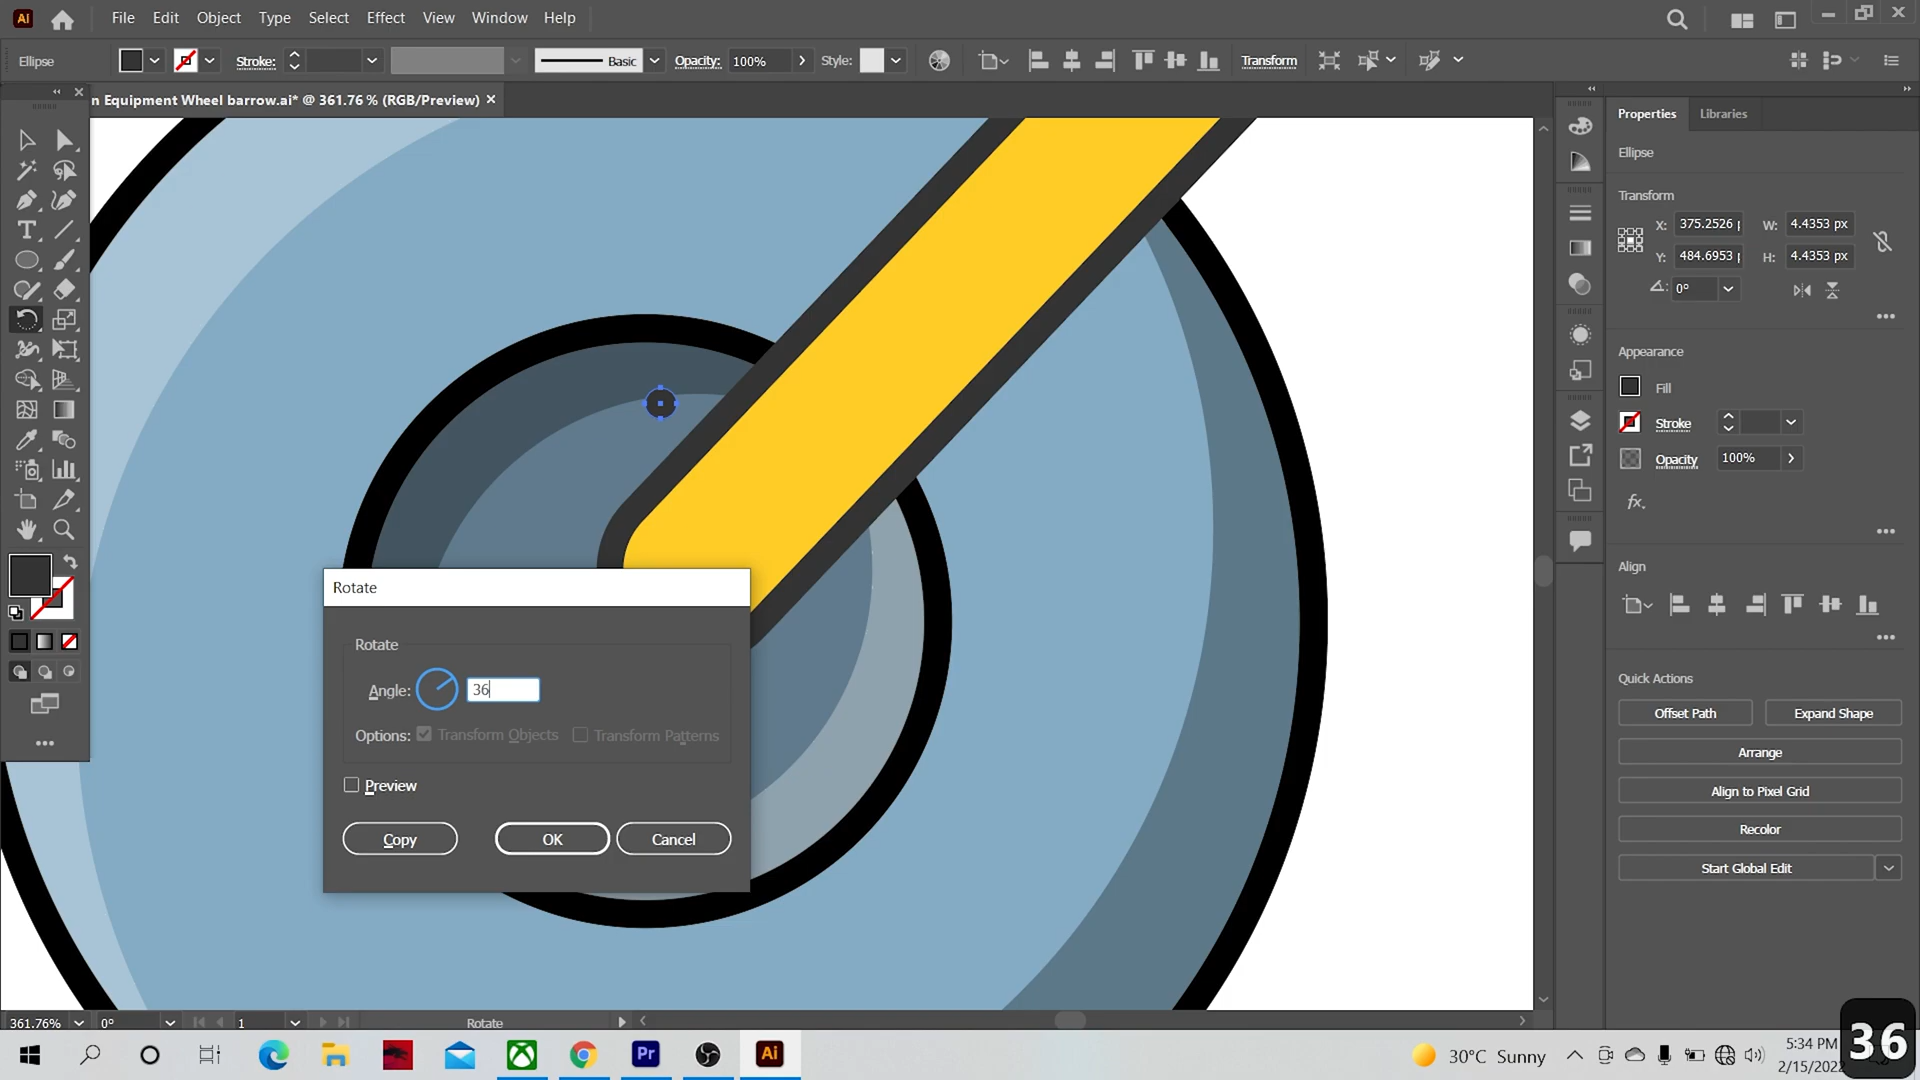 Ai File Edit Object Type Select Effect View Window Help
Ellipse Stroke: Basic Opacity: 100% Style: Transform
n Equipment Wheel barrow.ai* @ 361.76 % (RGB/Preview)
Properties Libraries
Ellipse
Transform
X: 375.2526 W: 4.4353 px
Y: 484.6953 H: 4.4353 px
0°
Appearance
Fill
Stroke
Opacity 100%
fx.
Align
Quick Actions
Offset Path Expand Shape
Arrange
Align to Pixel Grid
Recolor
Start Global Edit
Rotate
Rotate
Angle: 36
Options: Transform Objects Transform Patterns
Preview
Copy OK Cancel
361.76% 0° 1 Rotate
Pr Ai 30°C Sunny 5:34 PM
2/15/2022
36